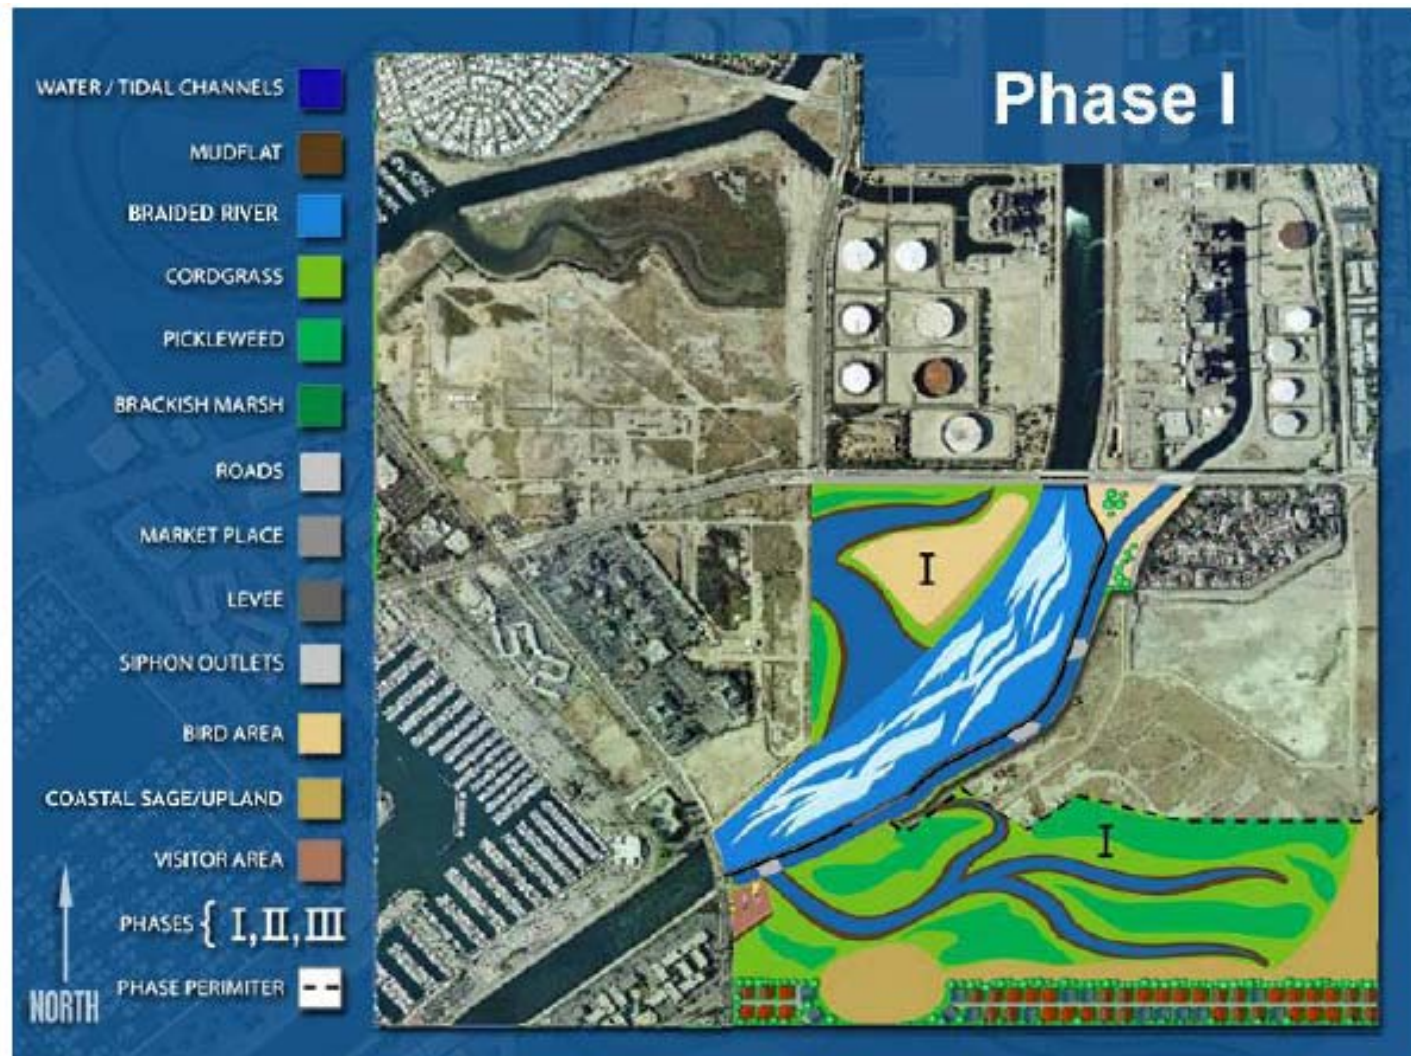 Phase I
WATER / TIDAL CHANNELS
MUDFLAT
BRAIDED RIVER
CORDGRASS
PICKLEWEED
BRACKISH MARSH
ROADS
MARKET PLACE
LEVEE
SIPHON OUTLETS
BIRD AREA
COASTAL SAGE/UPLAND
VISITOR AREA
PHASES { I, II, III
PHASE PERIMITER
NORTH
I
I